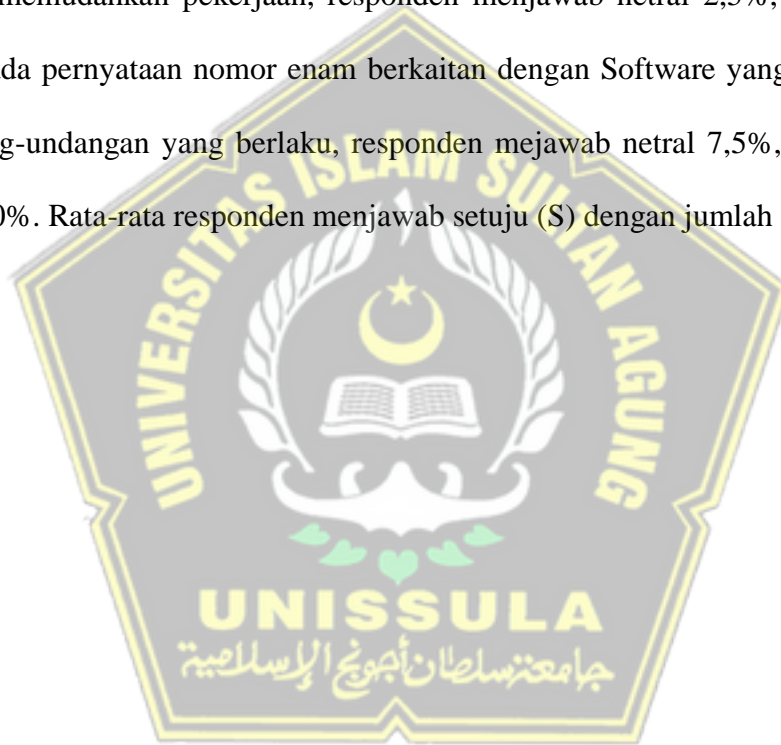 memudahkan pekerjaan, responden menjawab netral 2,5%,
da pernyataan nomor enam berkaitan dengan Software yang
g-undangan yang berlaku, responden mejawab netral 7,5%,
0%. Rata-rata responden menjawab setuju (S) dengan jumlah
UNIVERSITAS ISLAM SULTAN AGUNG
UNISSULA
جامعة سلطان أجونج الإسلامية